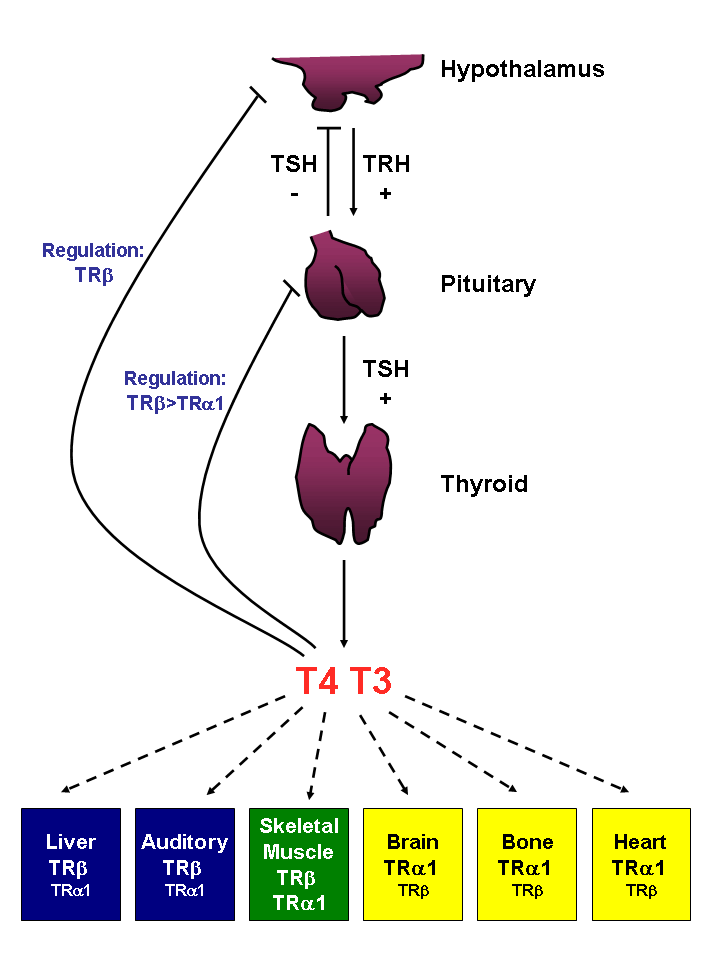 Hypothalamus
TSH
-
TRH
+
Regulation:
TRβ
Pituitary
Regulation:
TRβ>TRα1
TSH
+
Thyroid
T4 T3
Liver
TRβ
TRα1
Auditory
TRβ
TRα1
Skeletal
Muscle
TRβ
TRα1
Brain
TRα1
TRβ
Bone
TRα1
TRβ
Heart
TRα1
TRβ